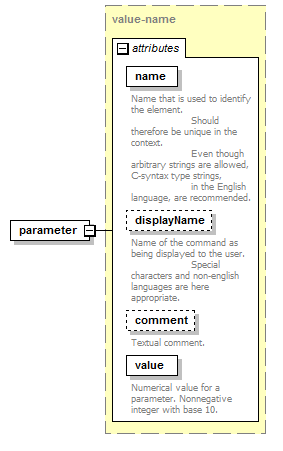 value-name
attributes
name
Name that is used to identify
the element.
Should
therefore be unique in the
context.
Even though
arbitrary strings are allowed,
C-syntax type strings,
in the English
language, are recommended.
parameter
displayName
Name of the command as
being displayed to the user.
Special
characters and non-english
languages are here
appropriate.
comment
Textual comment.
value
Numerical value for a
parameter. Nonnegative
integer with base 10.